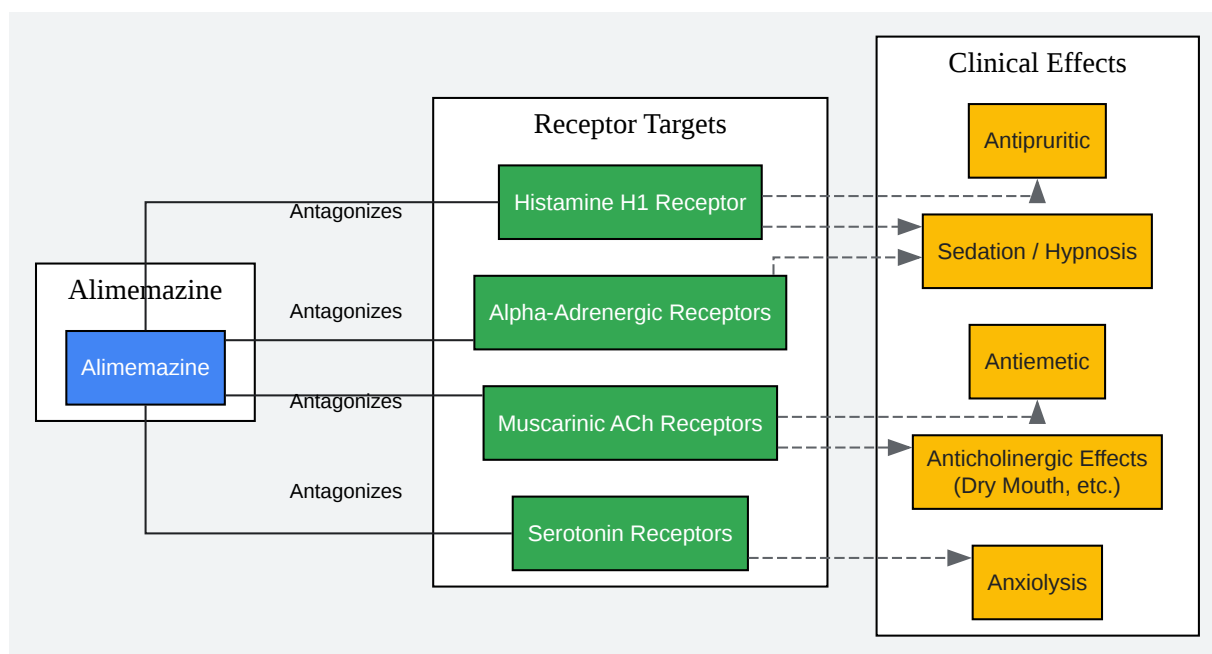 Clinical Effects
Receptor Targets
Antipruritic
Histamine H1 Receptor
Antagonizes
Sedation / Hypnosis
Alimemazine
Antagonizes
Alpha-Adrenergic Receptors
Alimemazine
Antiemetic
Antagonizes
Muscarinic ACh Receptors
Anticholinergic Effects
(Dry Mouth, etc.)
Antagonizes
Serotonin Receptors
Anxiolysis